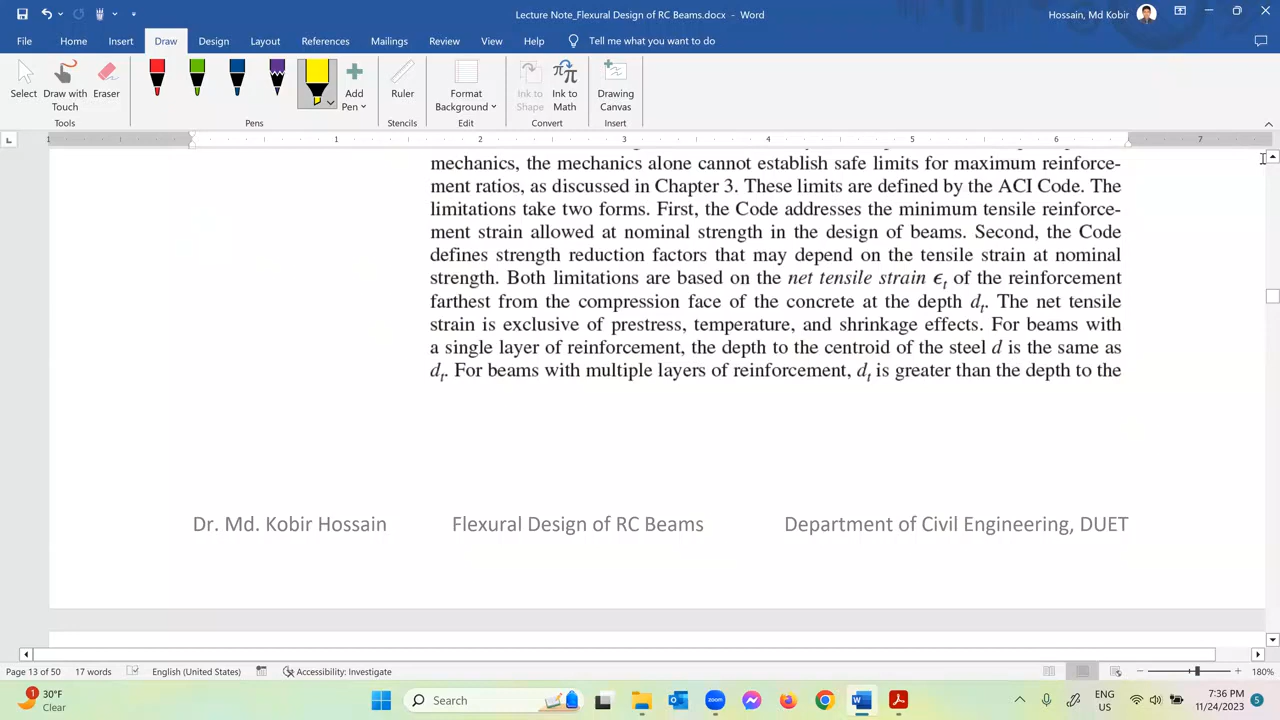 Lecture Note_Flexural Design of RC Beams.docx - Word
Hossain, Md Kobir
File Home Insert Draw Design Layout References Mailings Review View Help Tell me what you want to do
Select Draw with Touch Eraser Add Pen Ruler Format Background Ink to Shape Ink to Math Drawing Canvas
Tools Pens Stencils Edit Convert Insert
1 1 2 3 4 5 6 7
mechanics, the mechanics alone cannot establish safe limits for maximum reinforce-
ment ratios, as discussed in Chapter 3. These limits are defined by the ACI Code. The
limitations take two forms. First, the Code addresses the minimum tensile reinforce-
ment strain allowed at nominal strength in the design of beams. Second, the Code
defines strength reduction factors that may depend on the tensile strain at nominal
strength. Both limitations are based on the net tensile strain ϵt of the reinforcement
farthest from the compression face of the concrete at the depth dt. The net tensile
strain is exclusive of prestress, temperature, and shrinkage effects. For beams with
a single layer of reinforcement, the depth to the centroid of the steel d is the same as
dt. For beams with multiple layers of reinforcement, dt is greater than the depth to the
Dr. Md. Kobir Hossain Flexural Design of RC Beams Department of Civil Engineering, DUET
Page 13 of 50 17 words English (United States) Accessibility: Investigate 180%
1 30°F Clear Search zoom ENG US 7:36 PM 11/24/2023 5